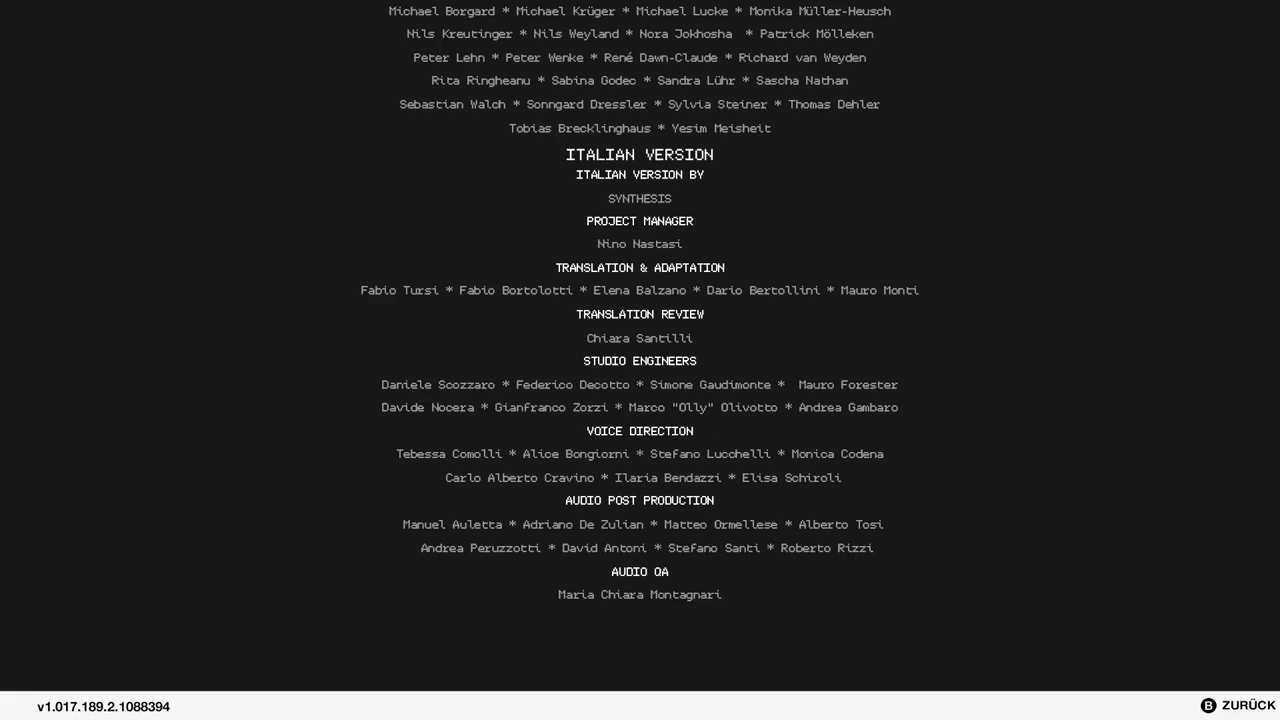 Michael Borgard * Michael Krüger * Michael Lucke * Monika Müller-Heusch
Nils Kreutinger * Nils Weyland * Nora Jokhosha * Patrick Mölleken
Peter Lehn * Peter Wenke * René Dawn-Claude * Richard van Weyden
Rita Ringheanu * Sabina Godec * Sandra Lühr * Sascha Nathan
Sebastian Walch * Sonngard Dressler * Sylvia Steiner * Thomas Dehler
Tobias Brecklinghaus * Yesim Meisheit
ITALIAN VERSION
ITALIAN VERSION BY
SYNTHESIS
PROJECT MANAGER
Nino Nastasi
TRANSLATION & ADAPTATION
Fabio Tursi * Fabio Bortolotti * Elena Balzano * Dario Bertollini * Mauro Monti
TRANSLATION REVIEW
Chiara Santilli
STUDIO ENGINEERS
Daniele Scozzaro * Federico Decotto * Simone Gaudimonte * Mauro Forester
Davide Nocera * Gianfranco Zorzi * Marco "Olly" Olivotto * Andrea Gambaro
VOICE DIRECTION
Tebessa Comolli * Alice Bongiorni * Stefano Lucchelli * Monica Codena
Carlo Alberto Cravino * Ilaria Bendazzi * Elisa Schiroli
AUDIO POST PRODUCTION
Manuel Auletta * Adriano De Zulian * Matteo Ormellese * Alberto Tosi
Andrea Peruzzotti * David Antoni * Stefano Santi * Roberto Rizzi
AUDIO QA
Maria Chiara Montagnari
v1.017.189.2.1088394
B ZURÜCK